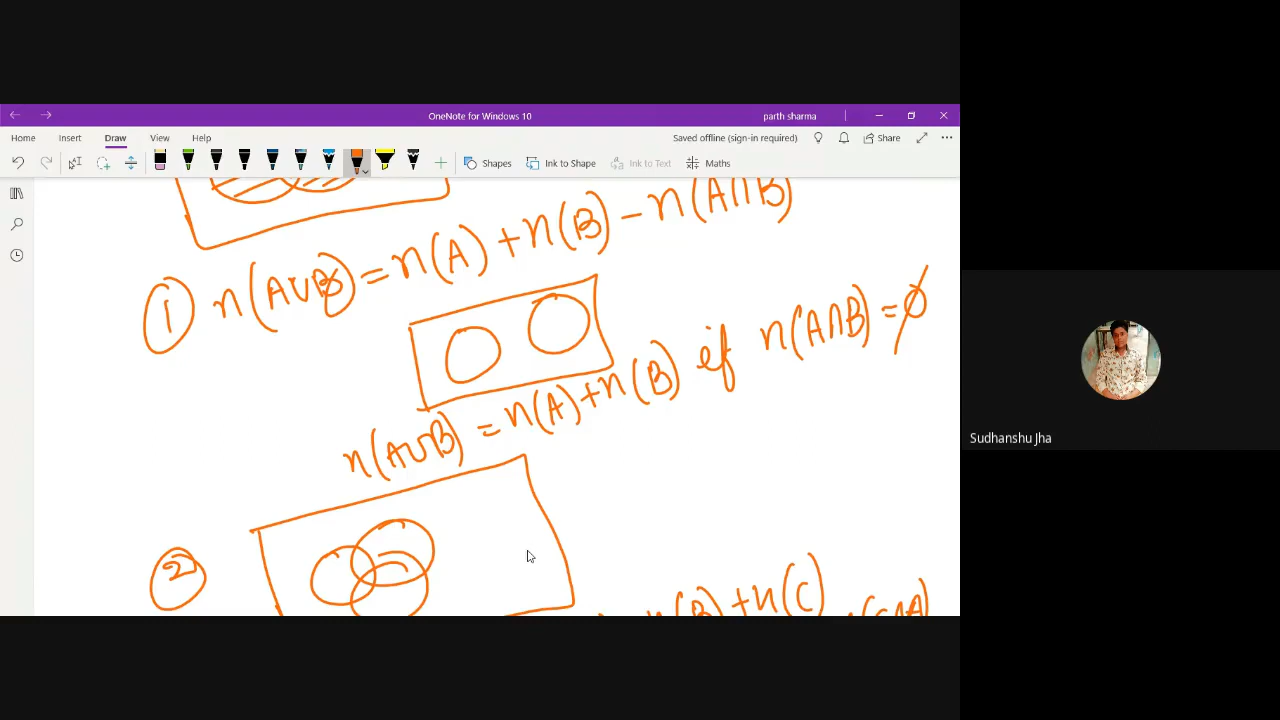 OneNote for Windows 10
parth sharma
Home Insert Draw View Help
Saved offline (sign-in required)
Share
Shapes
Ink to Shape
Ink to Text
Maths
① n(A∪B) = n(A) + n(B) − n(A∩B)
n(A∪B) = n(A) + n(B) if n(A∩B) = ∅
②
n(B) + n(C)
Sudhanshu Jha